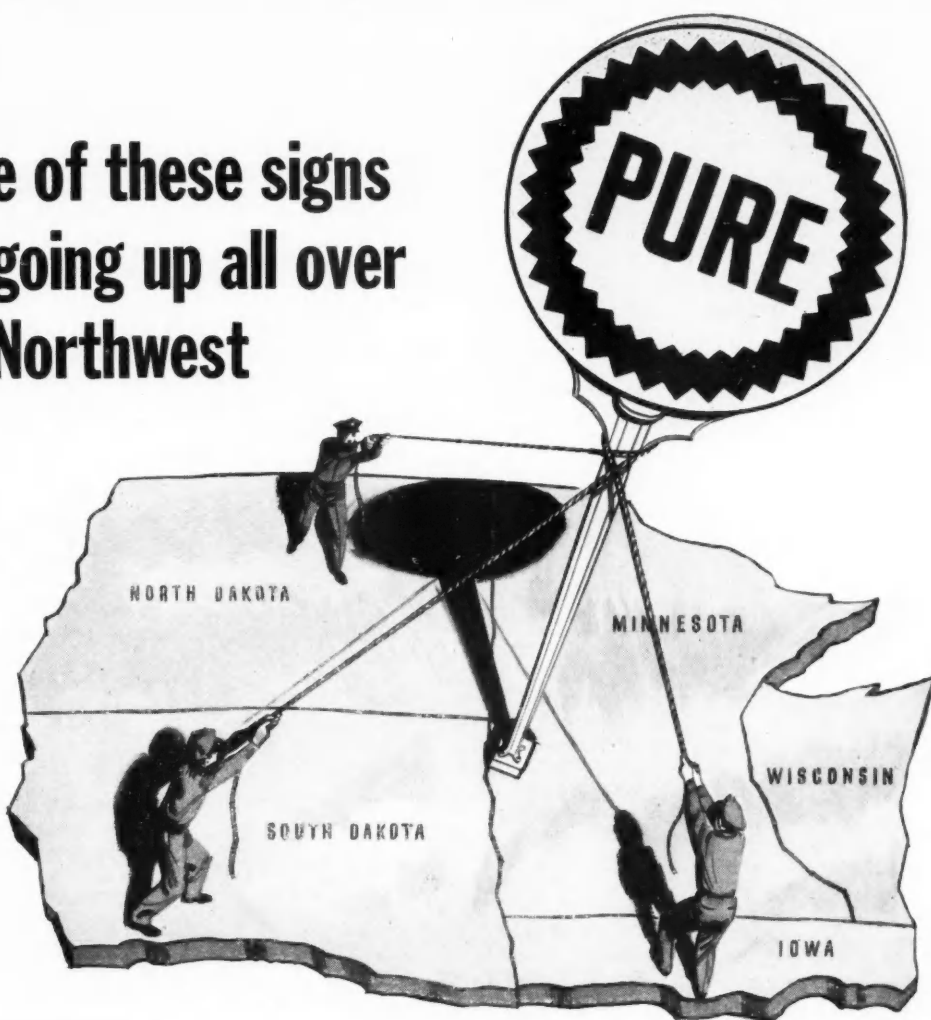 of these signs
going up all over
Northwest
PURE
NORTH DAKOTA
MINNESOTA
WISCONSIN
SOUTH DAKOTA
IOWA